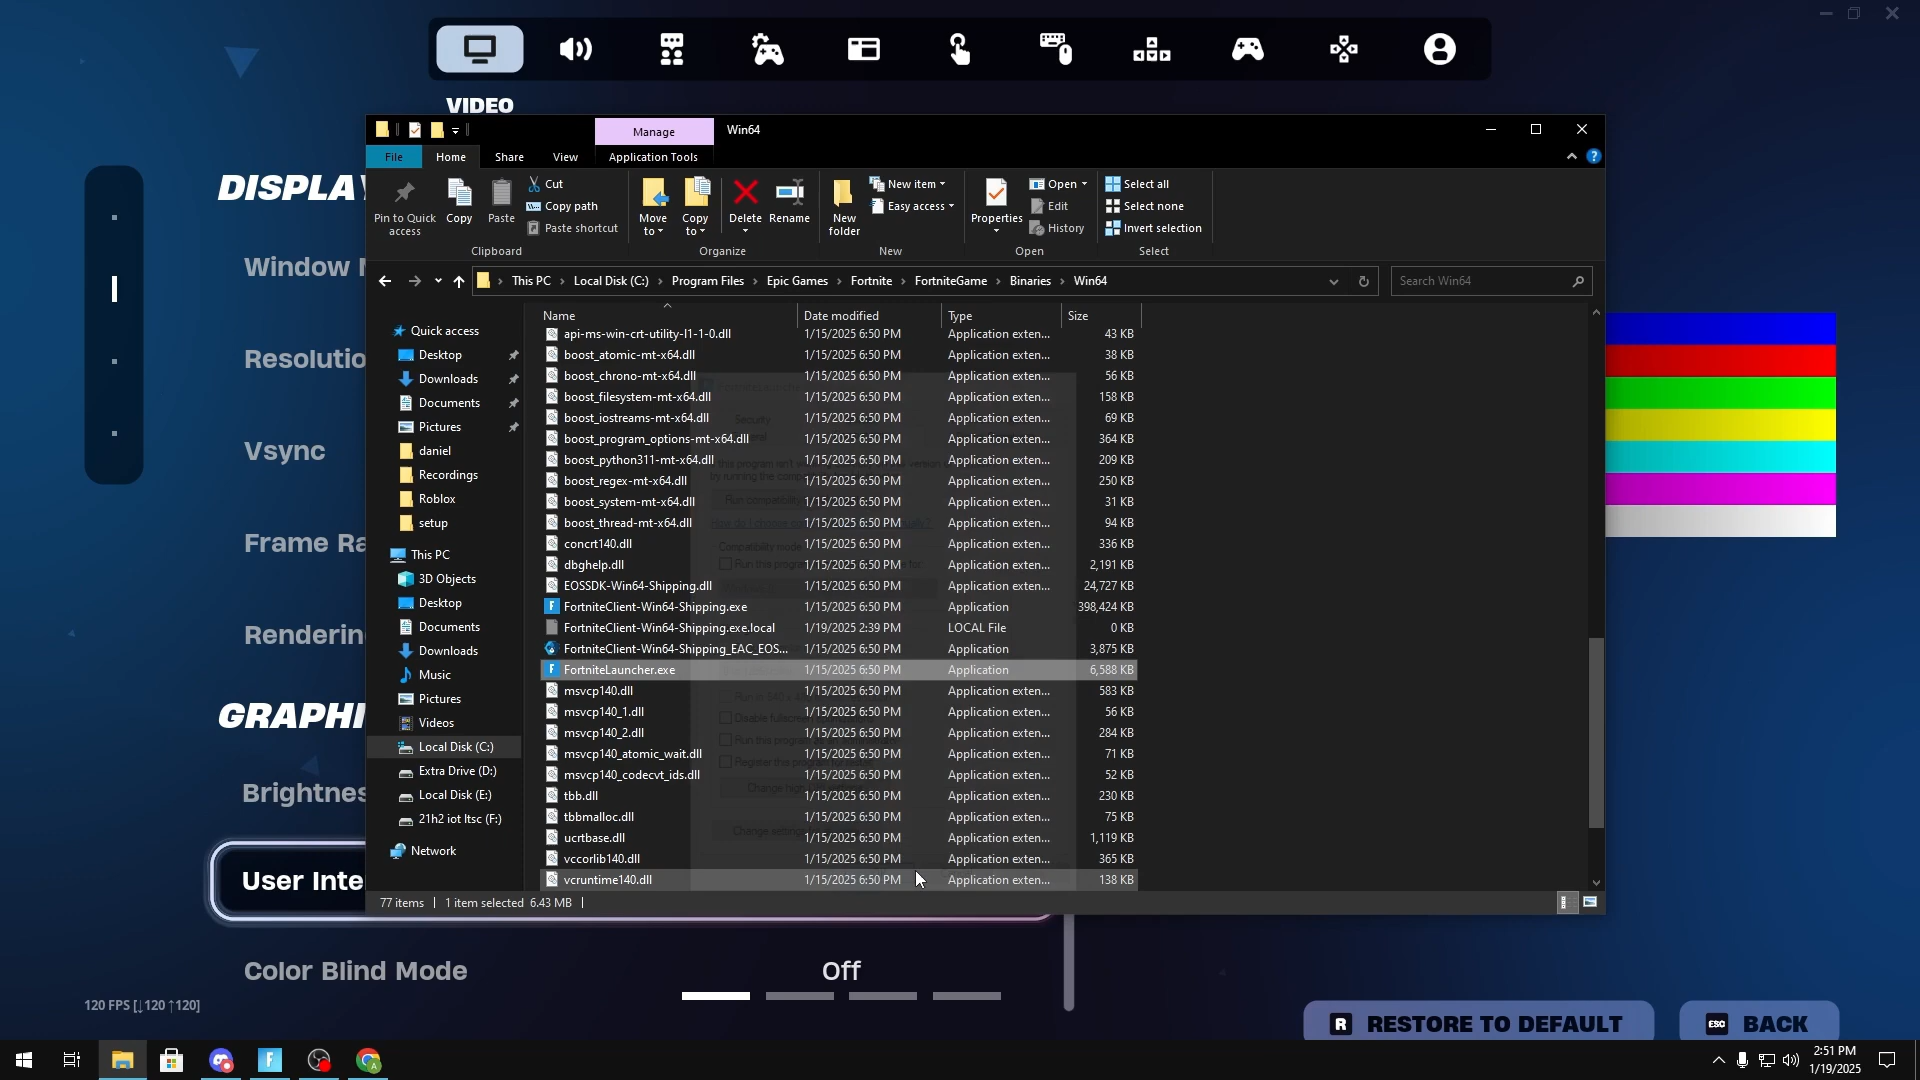 VIDEO
Manage
Win64
File
Home
Share
View
Application Tools
Pin to Quick access
Copy
Paste
Cut
Copy path
Paste shortcut
Clipboard
Move to
Copy to
Delete
Rename
Organize
New folder
New item
Easy access
New
Properties
Open
Edit
History
Open
Select all
Select none
Invert selection
Select
This PC
Local Disk (C:)
Program Files
Epic Games
Fortnite
FortniteGame
Binaries
Win64
Search Win64
Name Date modified Type Size
api-ms-win-crt-utility-l1-1-0.dll 1/15/2025 6:50 PM Application exten... 43 KB
boost_atomic-mt-x64.dll 1/15/2025 6:50 PM Application exten... 38 KB
boost_chrono-mt-x64.dll 1/15/2025 6:50 PM Application exten... 56 KB
boost_filesystem-mt-x64.dll 1/15/2025 6:50 PM Application exten... 158 KB
boost_iostreams-mt-x64.dll 1/15/2025 6:50 PM Application exten... 69 KB
boost_program_options-mt-x64.dll 1/15/2025 6:50 PM Application exten... 364 KB
boost_python311-mt-x64.dll 1/15/2025 6:50 PM Application exten... 209 KB
boost_regex-mt-x64.dll 1/15/2025 6:50 PM Application exten... 250 KB
boost_system-mt-x64.dll 1/15/2025 6:50 PM Application exten... 31 KB
boost_thread-mt-x64.dll 1/15/2025 6:50 PM Application exten... 94 KB
concrt140.dll 1/15/2025 6:50 PM Application exten... 336 KB
dbghelp.dll 1/15/2025 6:50 PM Application exten... 2,191 KB
EOSSDK-Win64-Shipping.dll 1/15/2025 6:50 PM Application exten... 24,727 KB
FortniteClient-Win64-Shipping.exe 1/15/2025 6:50 PM Application 398,424 KB
FortniteClient-Win64-Shipping.exe.local 1/19/2025 2:39 PM LOCAL File 0 KB
FortniteClient-Win64-Shipping_EAC_EOS... 1/15/2025 6:50 PM Application 3,875 KB
FortniteLauncher.exe 1/15/2025 6:50 PM Application 6,588 KB
msvcp140.dll 1/15/2025 6:50 PM Application exten... 583 KB
msvcp140_1.dll 1/15/2025 6:50 PM Application exten... 56 KB
msvcp140_2.dll 1/15/2025 6:50 PM Application exten... 284 KB
msvcp140_atomic_wait.dll 1/15/2025 6:50 PM Application exten... 71 KB
msvcp140_codecvt_ids.dll 1/15/2025 6:50 PM Application exten... 52 KB
tbb.dll 1/15/2025 6:50 PM Application exten... 230 KB
tbbmalloc.dll 1/15/2025 6:50 PM Application exten... 75 KB
ucrtbase.dll 1/15/2025 6:50 PM Application exten... 1,119 KB
vccorlib140.dll 1/15/2025 6:50 PM Application exten... 365 KB
vcruntime140.dll 1/15/2025 6:50 PM Application exten... 138 KB
Quick access
Desktop
Downloads
Documents
Pictures
daniel
Recordings
Roblox
setup
This PC
3D Objects
Desktop
Documents
Downloads
Music
Pictures
Videos
Local Disk (C:)
Extra Drive (D:)
Local Disk (E:)
21h2 iot ltsc (F:)
Network
77 items
1 item selected 6.43 MB
DISPLAY
Window M
Resolutio
Vsync
Frame Ra
Renderin
GRAPHI
Brightnes
User Inte
Color Blind Mode
Off
120 FPS [↓120 ↑120]
R RESTORE TO DEFAULT
ESC BACK
2:51 PM
1/19/2025